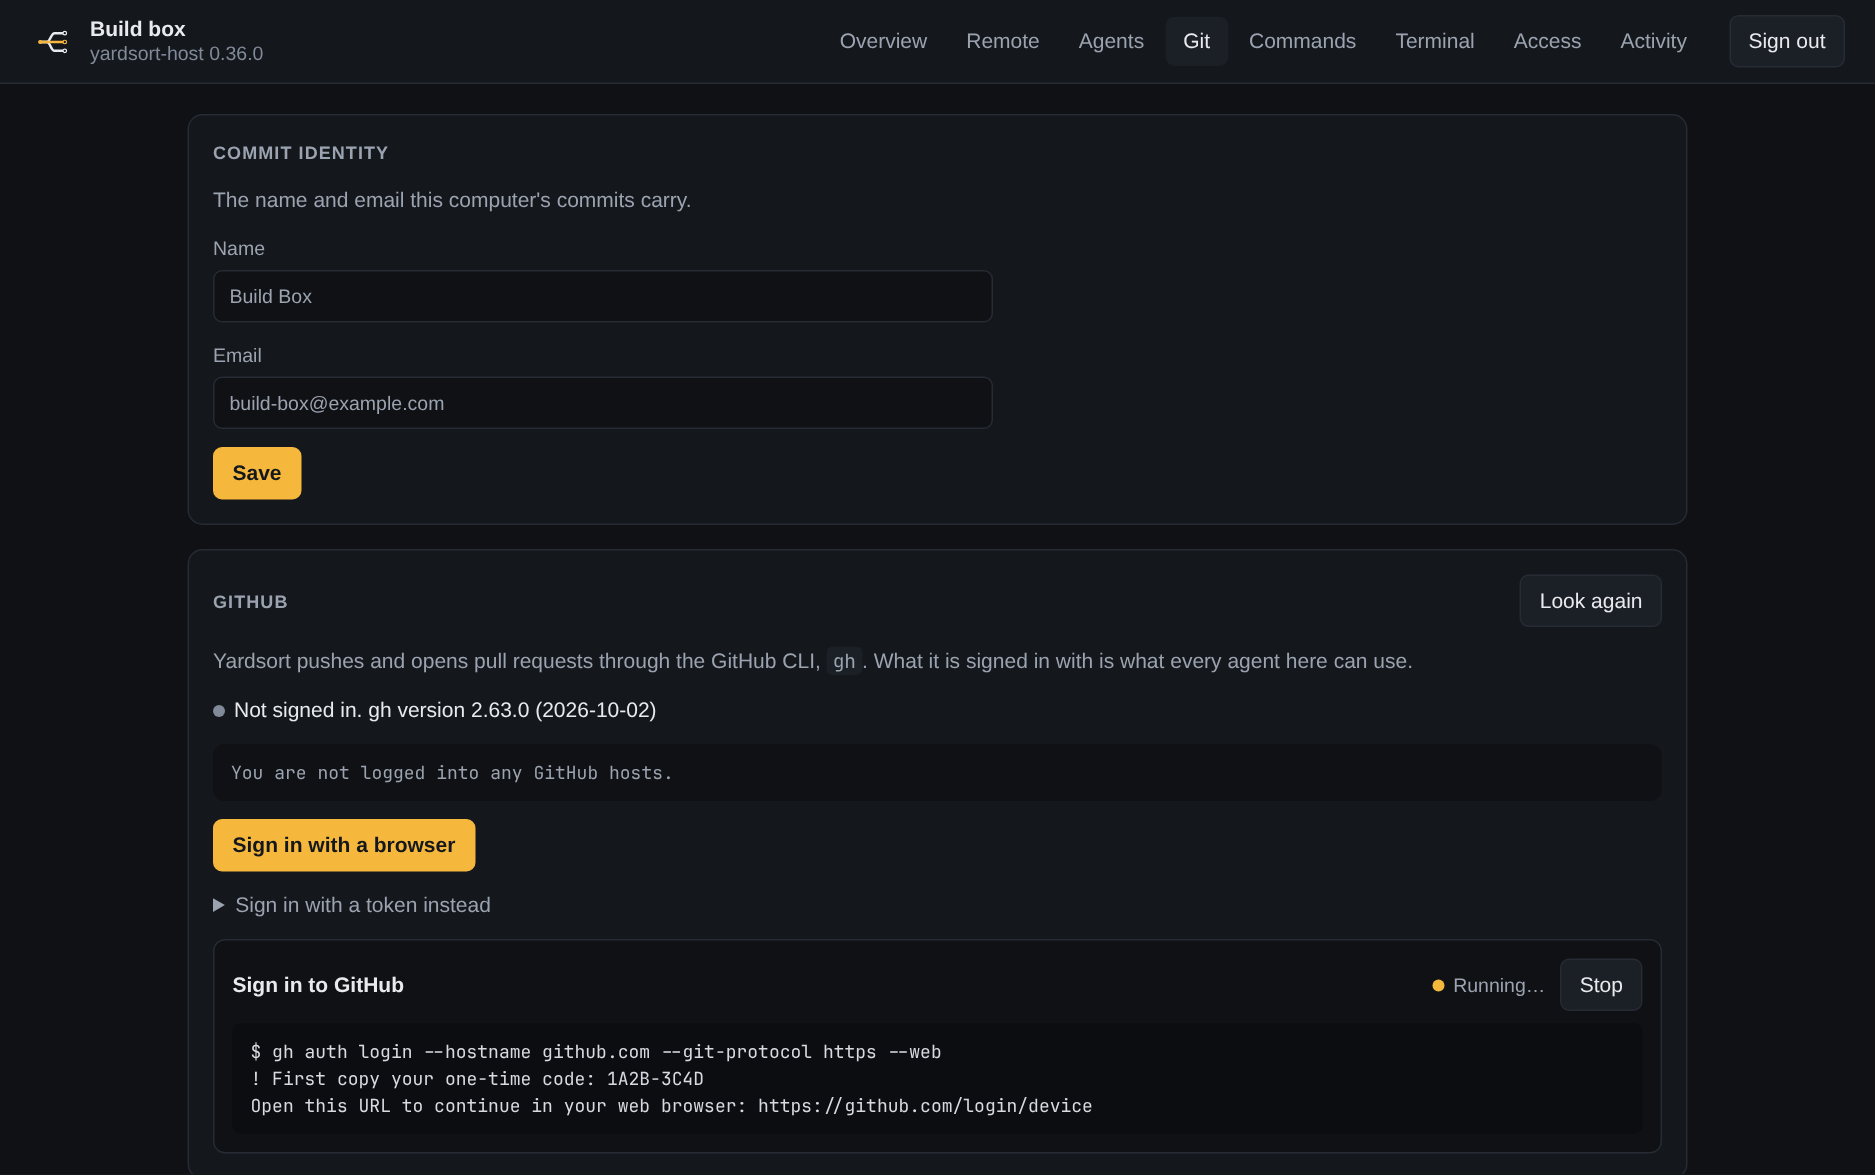 Build box
yardsort-host 0.36.0
Overview
Remote
Agents
Git
Commands
Terminal
Access
Activity
Sign out
COMMIT IDENTITY
The name and email this computer's commits carry.
Name
Build Box
Email
build-box@example.com
Save
GITHUB
Look again
Yardsort pushes and opens pull requests through the GitHub CLI, gh. What it is signed in with is what every agent here can use.
Not signed in. gh version 2.63.0 (2026-10-02)
You are not logged into any GitHub hosts.
Sign in with a browser
Sign in with a token instead
Sign in to GitHub
Running…
Stop
$ gh auth login --hostname github.com --git-protocol https --web
! First copy your one-time code: 1A2B-3C4D
Open this URL to continue in your web browser: https://github.com/login/device